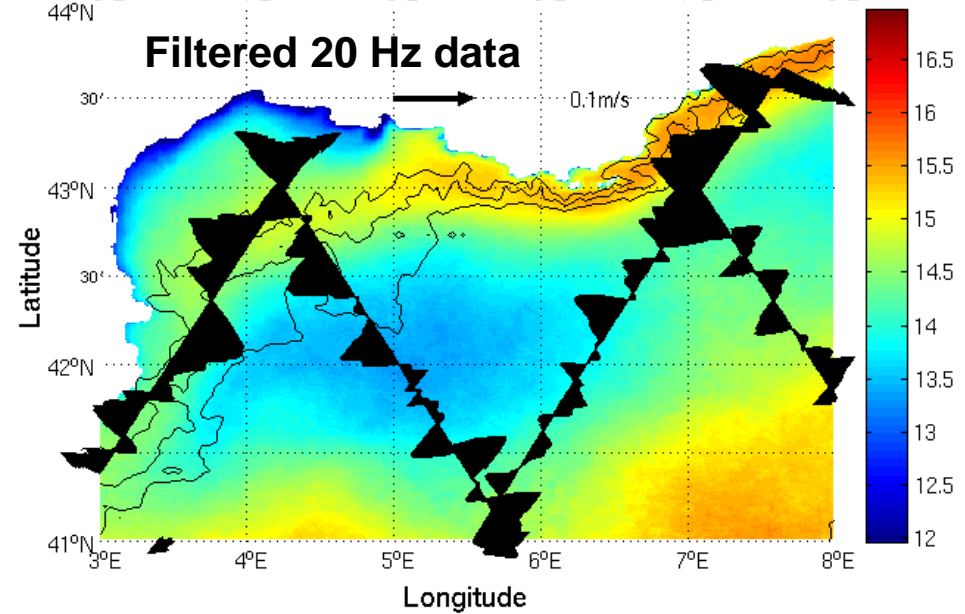 44°N
Filtered 20 Hz data
30'
0.1m/s
43°N
30'
42°N
41°N
Latitude
3°E
4°E
5°E
6°E
7°E
8°E
Longitude
16.5
16
15.5
15
14.5
14
13.5
13
12.5
12